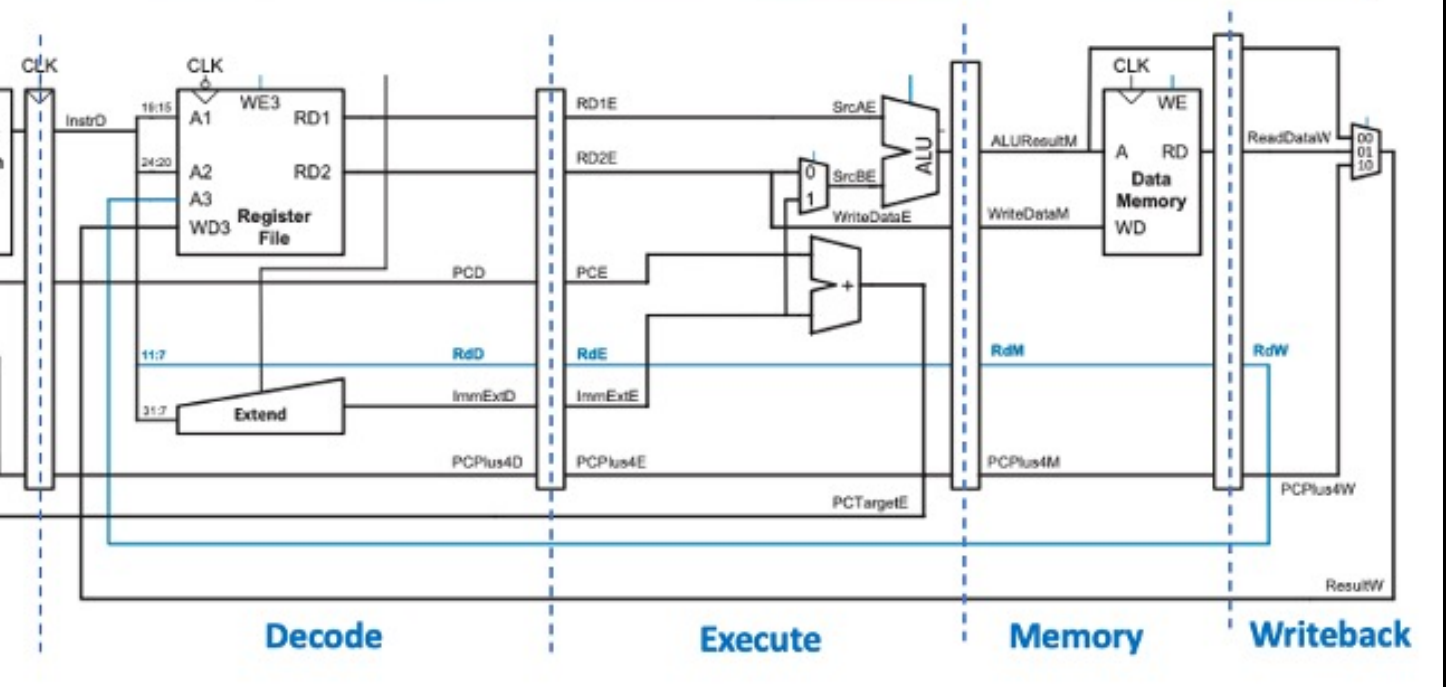 CLK
CLK
CLK
19:15
InstrD
A1
WE3
RD1
RD1E
SrcAE
ALU
ALUResultM
A
RD
WE
ReadDataW
00
01
10
24:20
A2
RD2
RD2E
0
1
SrcBE
Data
Memory
A3
WD3
Register
File
WriteDataE
WriteDataM
WD
PCD
PCE
+
11:7
RdD
RdE
RdM
RdW
31:7
Extend
ImmExtD
ImmExtE
PCPlus4D
PCPlus4E
PCPlus4M
PCPlus4W
PCTargetE
ResultW
Decode
Execute
Memory
Writeback